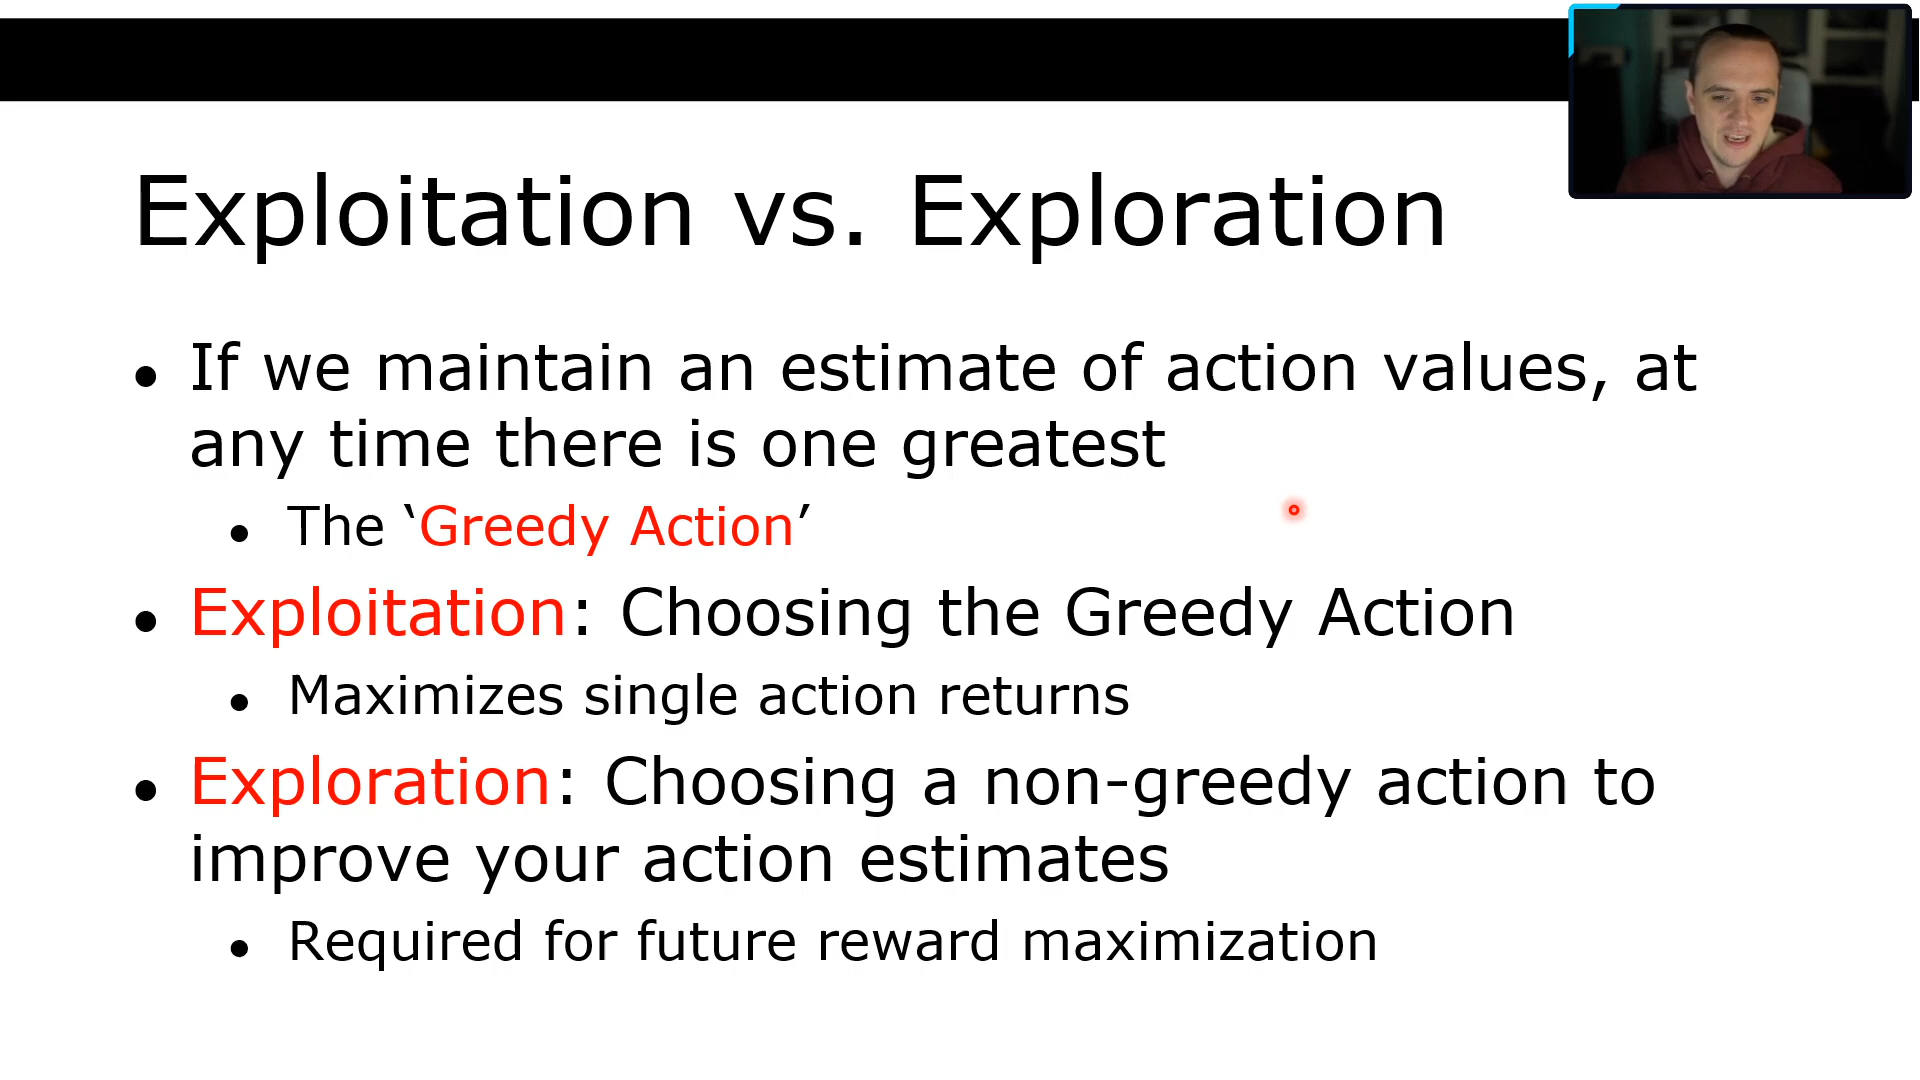 Exploitation vs. Exploration
• If we maintain an estimate of action values, at
any time there is one greatest
• The ‘Greedy Action’
• Exploitation: Choosing the Greedy Action
• Maximizes single action returns
• Exploration: Choosing a non-greedy action to
improve your action estimates
• Required for future reward maximization